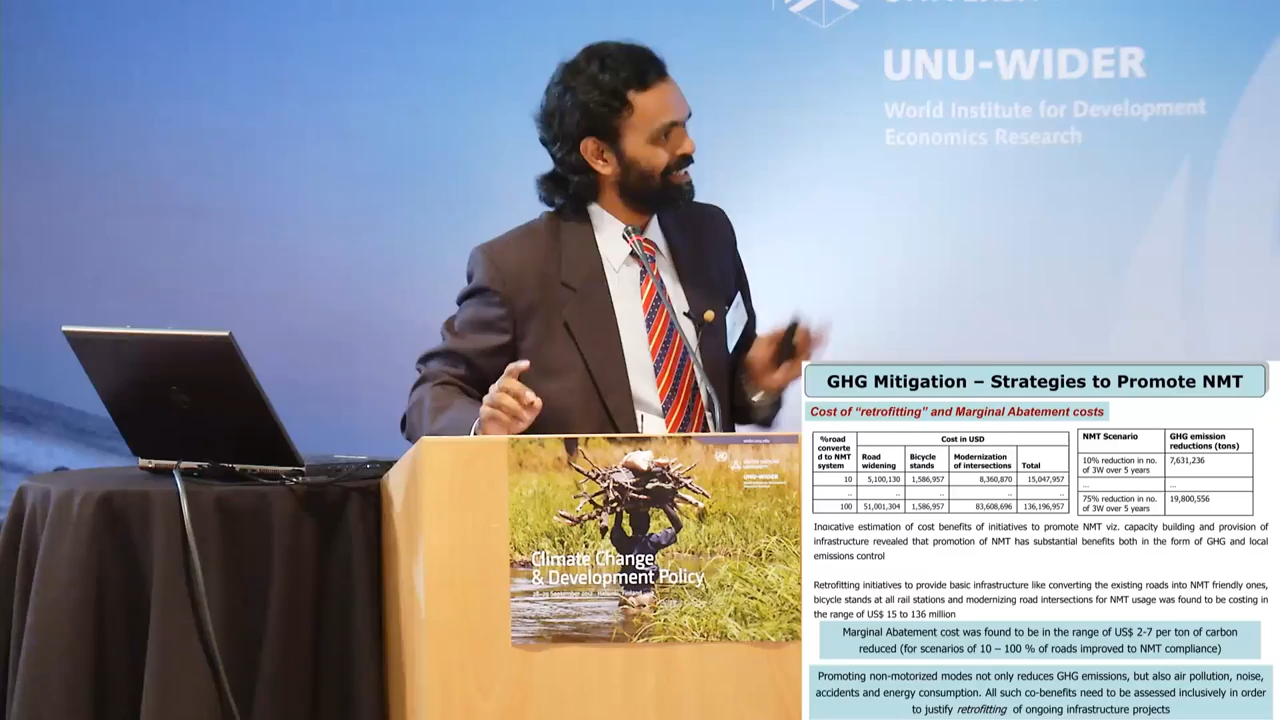 UNU-WIDER
World Institute for Development
Economics Research
UNU-WIDER
Climate Change
& Development Policy
28-29 September 2012 - Helsinki, Finland
GHG Mitigation – Strategies to Promote NMT
Cost of “retrofitting” and Marginal Abatement costs
%road converte d to NMT system
Cost in USD
Road widening
Bicycle stands
Modernization of intersections
Total
10 5,100,130 1,586,957 8,360,870 15,047,957
.. .. .. .. ..
100 51,001,304 1,586,957 83,608,696 136,196,957
NMT Scenario
GHG emission reductions (tons)
10% reduction in no. of 3W over 5 years 7,631,236
... ...
75% reduction in no. of 3W over 5 years 19,800,556
Indicative estimation of cost benefits of initiatives to promote NMT viz. capacity building and provision of
infrastructure revealed that promotion of NMT has substantial benefits both in the form of GHG and local
emissions control
Retrofitting initiatives to provide basic infrastructure like converting the existing roads into NMT friendly ones,
bicycle stands at all rail stations and modernizing road intersections for NMT usage was found to be costing in
the range of US$ 15 to 136 million
Marginal Abatement cost was found to be in the range of US$ 2-7 per ton of carbon
reduced (for scenarios of 10 – 100 % of roads improved to NMT compliance)
Promoting non-motorized modes not only reduces GHG emissions, but also air pollution, noise,
accidents and energy consumption. All such co-benefits need to be assessed inclusively in order
to justify retrofitting of ongoing infrastructure projects